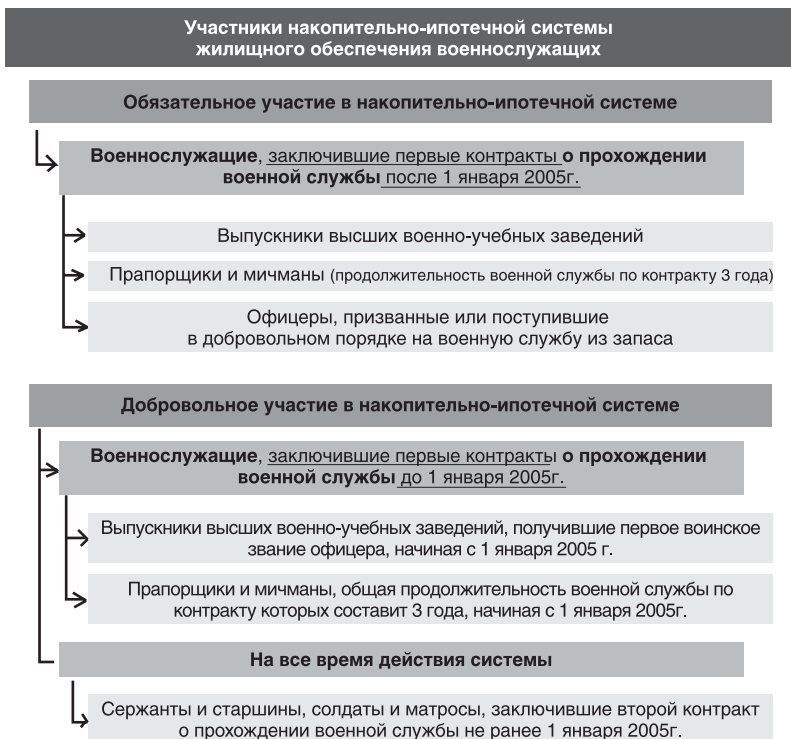 Участники накопительно-ипотечной системы
жилищного обеспечения военнослужащих
Обязательное участие в накопительно-ипотечной системе
Военнослужащие, заключившие первые контракты о прохождении
военной службы после 1 января 2005г.
Выпускники высших военно-учебных заведений
Прапорщики и мичманы (продолжительность военной службы по контракту 3 года)
Офицеры, призванные или поступившие
в добровольном порядке на военную службу из запаса
Добровольное участие в накопительно-ипотечной системе
Военнослужащие, заключившие первые контракты о прохождении
военной службы до 1 января 2005г.
Выпускники высших военно-учебных заведений, получившие первое воинское
звание офицера, начиная с 1 января 2005 г.
Прапорщики и мичманы, общая продолжительность военной службы по
контракту которых составит 3 года, начиная с 1 января 2005г.
На все время действия системы
Сержанты и старшины, солдаты и матросы, заключившие второй контракт
о прохождении военной службы не ранее 1 января 2005г.